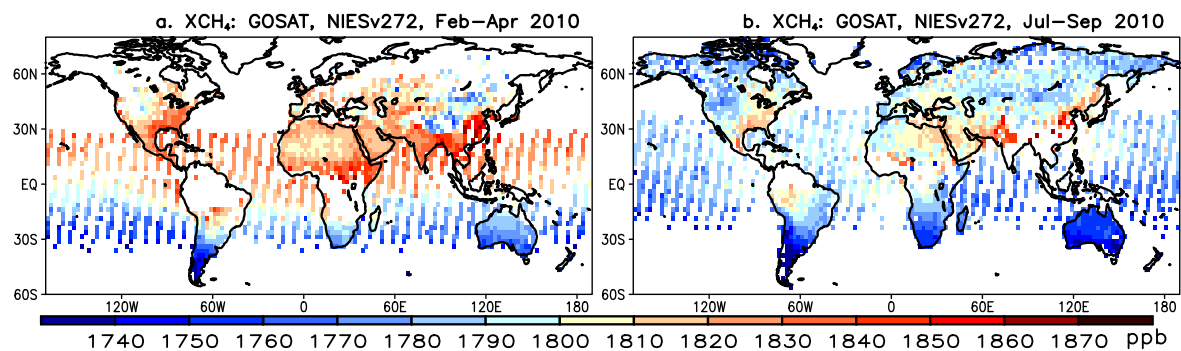 a. XCH₄: GOSAT, NIESv272, Feb-Apr 2010
b. XCH₄: GOSAT, NIESv272, Jul-Sep 2010
60N
30N
EQ
30S
60S
120W 60W 0 60E 120E 180
60N
30N
EQ
30S
60S
120W 60W 0 60E 120E 180
1740 1750 1760 1770 1780 1790 1800 1810 1820 1830 1840 1850 1860 1870 ppb